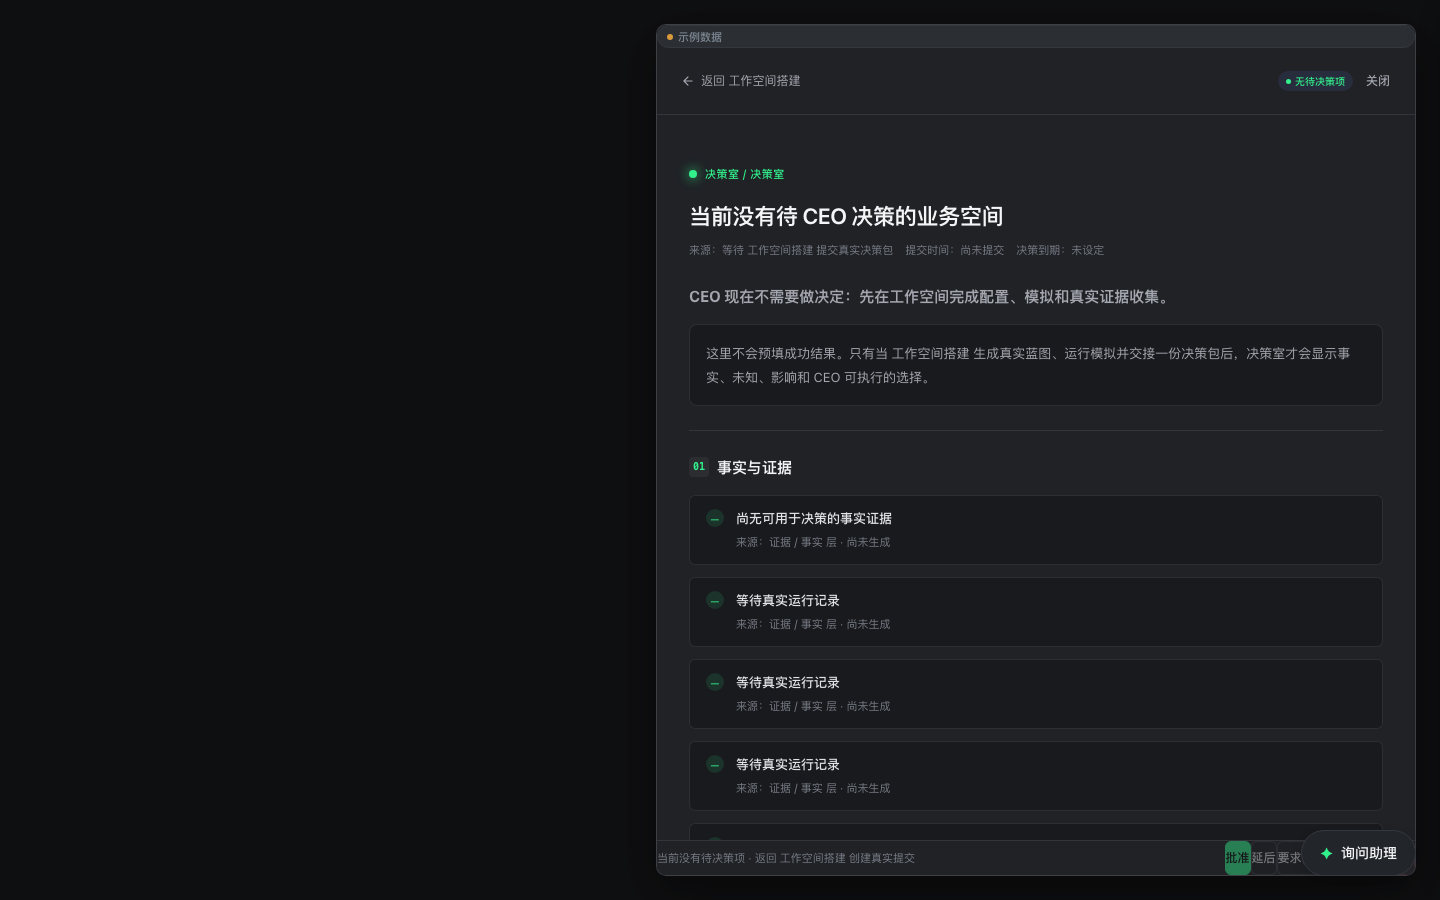 示例数据
返回 工作空间搭建
无待决策项
关闭
决策室 / 决策室
当前没有待 CEO 决策的业务空间
来源：等待 工作空间搭建 提交真实决策包 提交时间：尚未提交 决策到期：未设定
CEO 现在不需要做决定：先在工作空间完成配置、模拟和真实证据收集。
这里不会预填成功结果。只有当 工作空间搭建 生成真实蓝图、运行模拟并交接一份决策包后，决策室才会显示事
实、未知、影响和 CEO 可执行的选择。
01 事实与证据
尚无可用于决策的事实证据
来源：证据 / 事实 层 · 尚未生成
等待真实运行记录
来源：证据 / 事实 层 · 尚未生成
等待真实运行记录
来源：证据 / 事实 层 · 尚未生成
等待真实运行记录
来源：证据 / 事实 层 · 尚未生成
当前没有待决策项 · 返回 工作空间搭建 创建真实提交
批准
延后
要求
询问助理